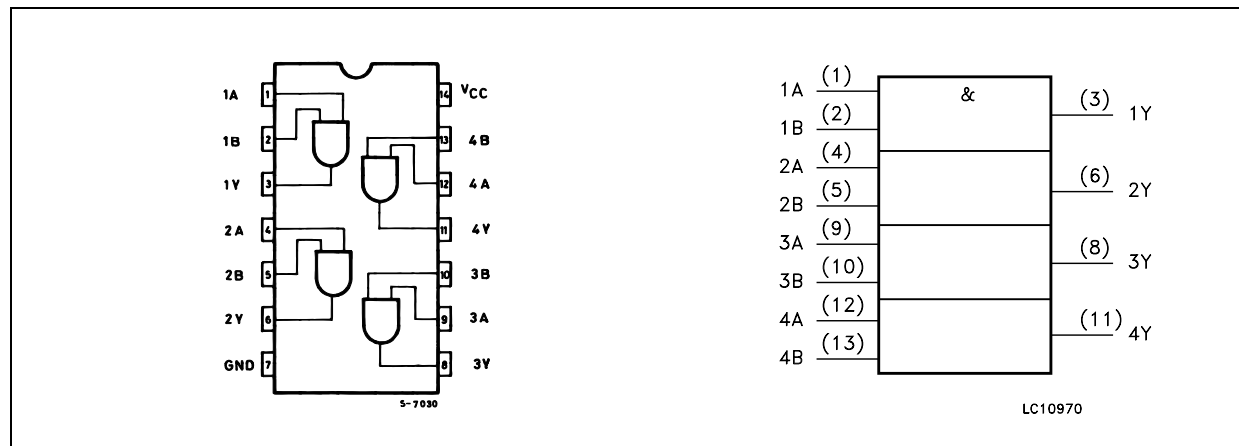 1A 1 14 VCC
1B 2 13 4B
1Y 3 12 4A
2A 4 11 4Y
2B 5 10 3B
2Y 6 9 3A
GND 7 8 3Y
S-7030
&
1A (1)
1B (2)
2A (4)
2B (5)
3A (9)
3B (10)
4A (12)
4B (13)
(3) 1Y
(6) 2Y
(8) 3Y
(11) 4Y
LC10970